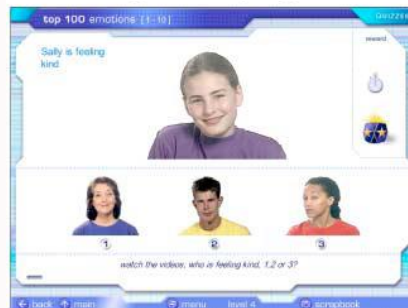 top 100 emotions [1-10]
Quizzes
Sally is feeling
kind
reward
1
2
3
watch the videos, who is feeling kind, 1,2 or 3?
back
main
menu
level 4
scrapbook